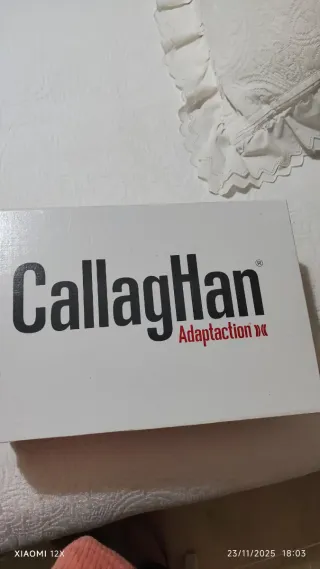 CallagHan®
Adaptaction
XIAOMI 12X
23/11/2025 18:03